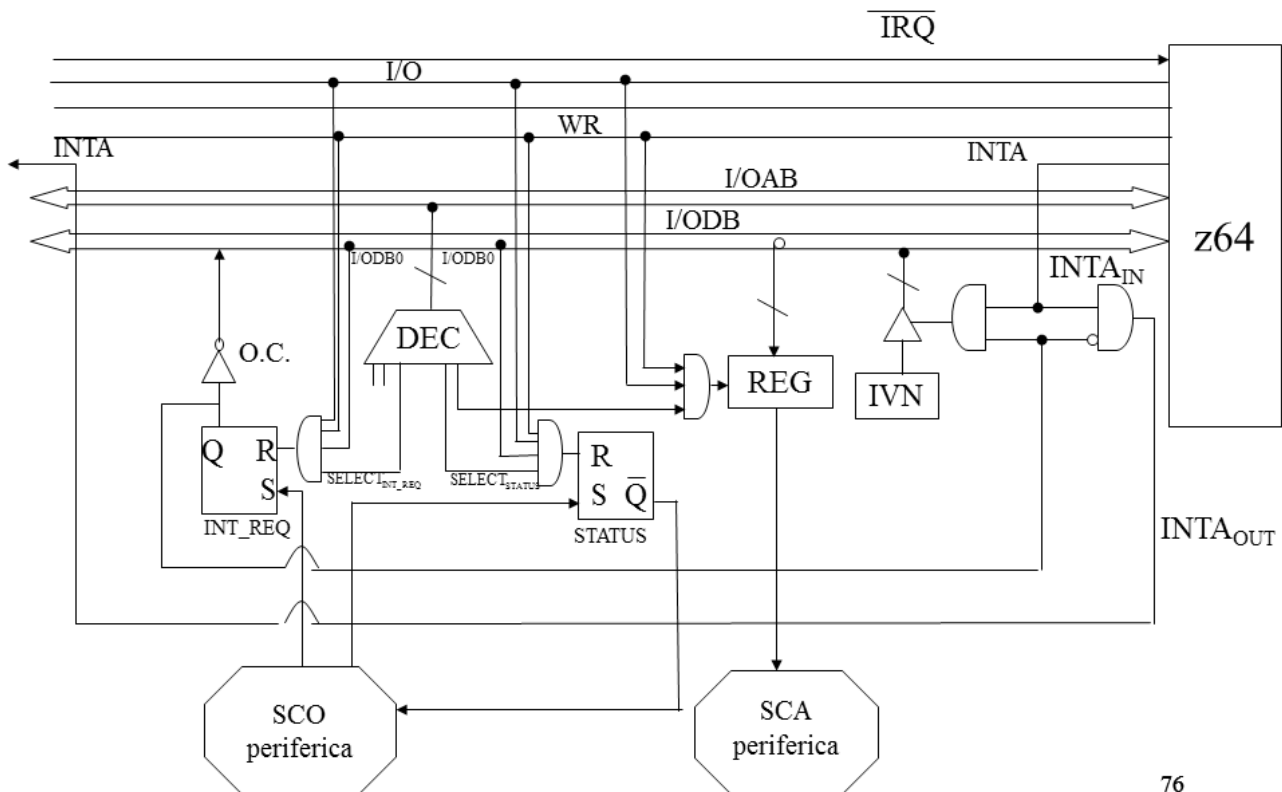 IRQ
I/O
WR
INTA
INTA
I/OAB
I/ODB
z64
I/ODB0
I/ODB0
INTA_IN
DEC
O.C.
REG
IVN
Q
R
S
SELECT_INT_REQ
SELECT_STATUS
R
S
Q
INT_REQ
STATUS
INTA_OUT
SCO
periferica
SCA
periferica
76